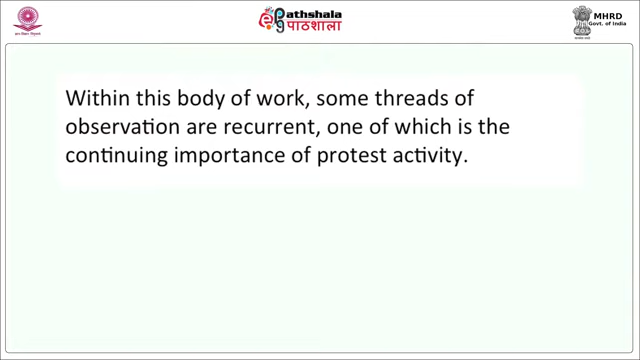 ePathshala
पाठशाला
MHRD
Govt. of India
Within this body of work, some threads of
observation are recurrent, one of which is the
continuing importance of protest activity.